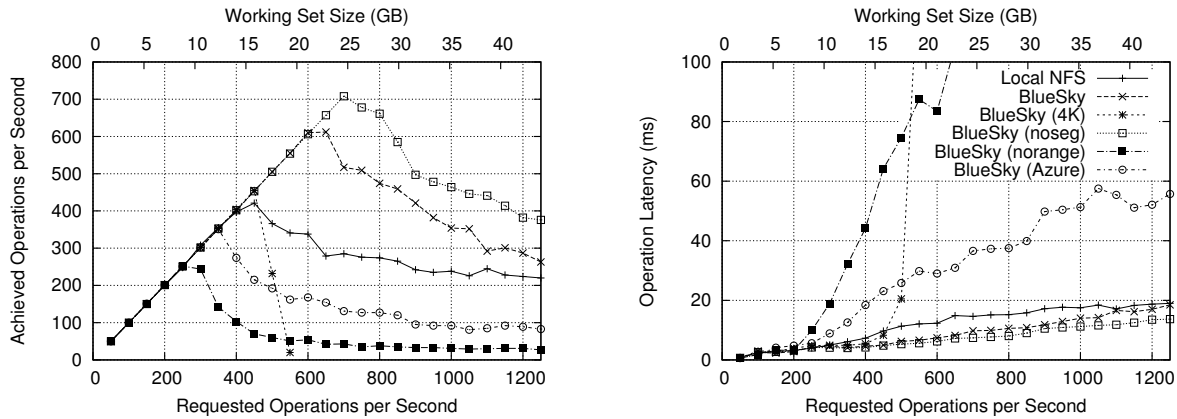 Working Set Size (GB)
0 5 10 15 20 25 30 35 40
800
700
600
500
400
300
200
100
0
Achieved Operations per Second
0 200 400 600 800 1000 1200
Requested Operations per Second
Working Set Size (GB)
0 5 10 15 20 25 30 35 40
100
80
60
40
20
0
Operation Latency (ms)
Local NFS
BlueSky
BlueSky (4K)
BlueSky (noseg)
BlueSky (norange)
BlueSky (Azure)
0 200 400 600 800 1000 1200
Requested Operations per Second